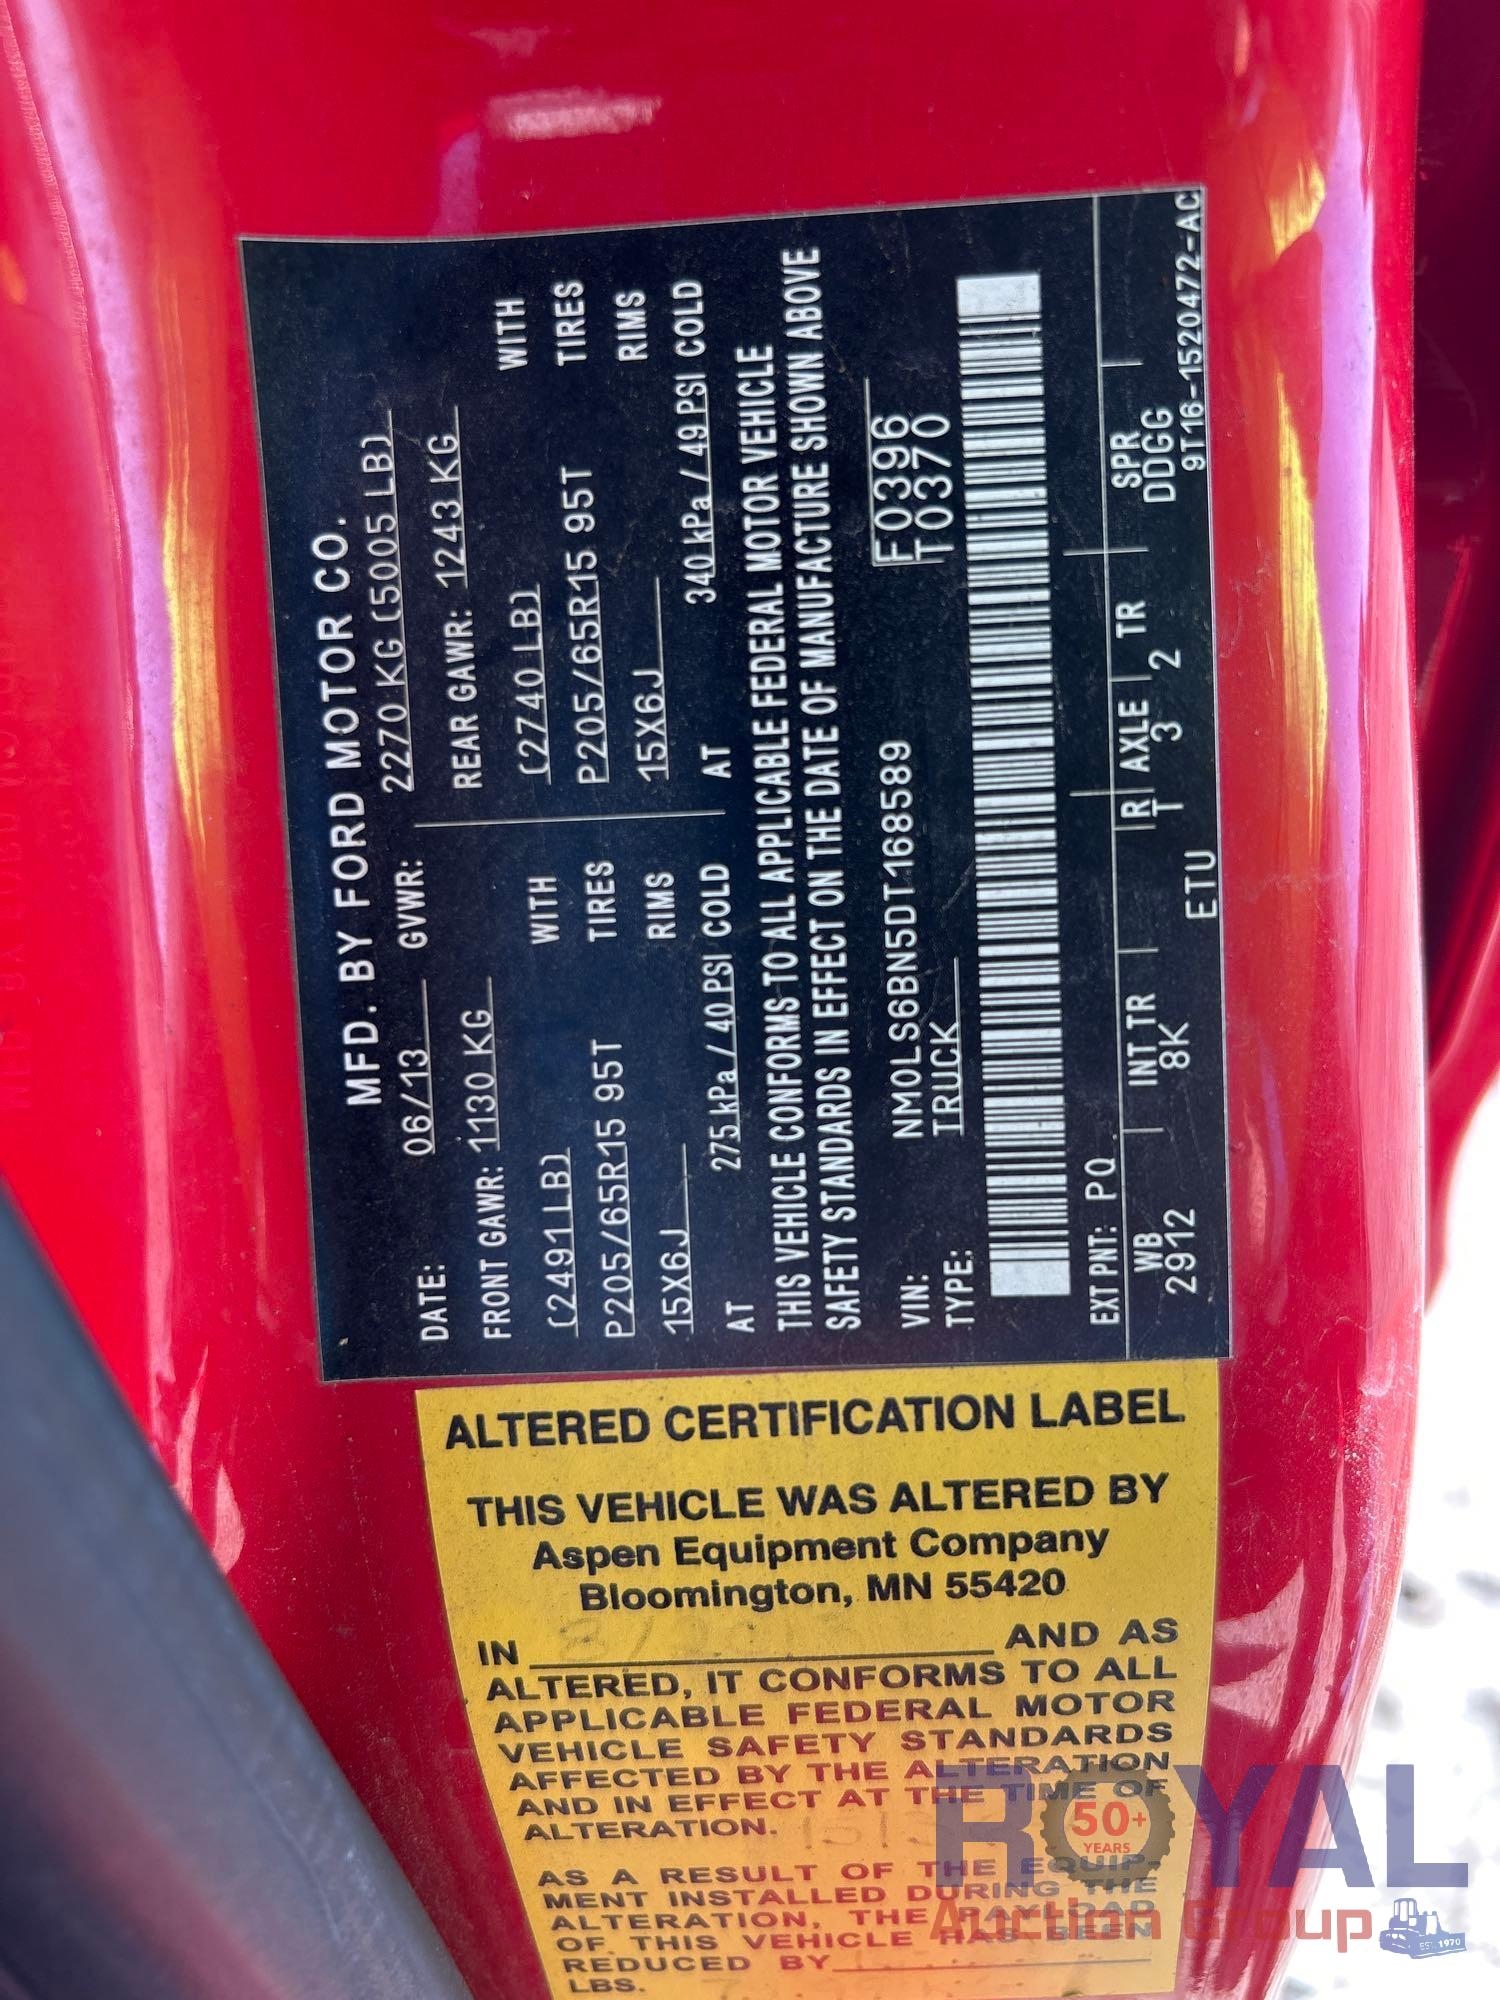 MFD. BY FORD MOTOR CO.
DATE: 06/13 GVWR: 2270 KG (5005 LB)
FRONT GAWR: 1130 KG REAR GAWR: 1243 KG
(2491 LB) WITH (2740 LB) WITH
P205/65R15 95T TIRES P205/65R15 95T TIRES
15X6J RIMS 15X6J RIMS
AT 275 kPa / 40 PSI COLD AT 340 kPa / 49 PSI COLD
THIS VEHICLE CONFORMS TO ALL APPLICABLE FEDERAL MOTOR VEHICLE
SAFETY STANDARDS IN EFFECT ON THE DATE OF MANUFACTURE SHOWN ABOVE
VIN: NM0LS6BN5DT168589 F0396
TYPE: TRUCK T0370
EXT PNT: PQ
WB INT TR R AXLE TR SPR
2912 8K T 3 2 DDGG
ETU 9T16-1520472-AC
ALTERED CERTIFICATION LABEL
THIS VEHICLE WAS ALTERED BY
Aspen Equipment Company
Bloomington, MN 55420
IN AND AS
ALTERED, IT CONFORMS TO ALL
APPLICABLE FEDERAL MOTOR
VEHICLE SAFETY STANDARDS
AFFECTED BY THE ALTERATION
AND IN EFFECT AT THE TIME OF
ALTERATION.
AS A RESULT OF THE EQUIP-
MENT INSTALLED DURING THE
ALTERATION, THE PAYLOAD
OF THIS VEHICLE HAS BEEN
REDUCED BY
LBS.
ROYAL
50+
YEARS
Auction Group
EST. 1970